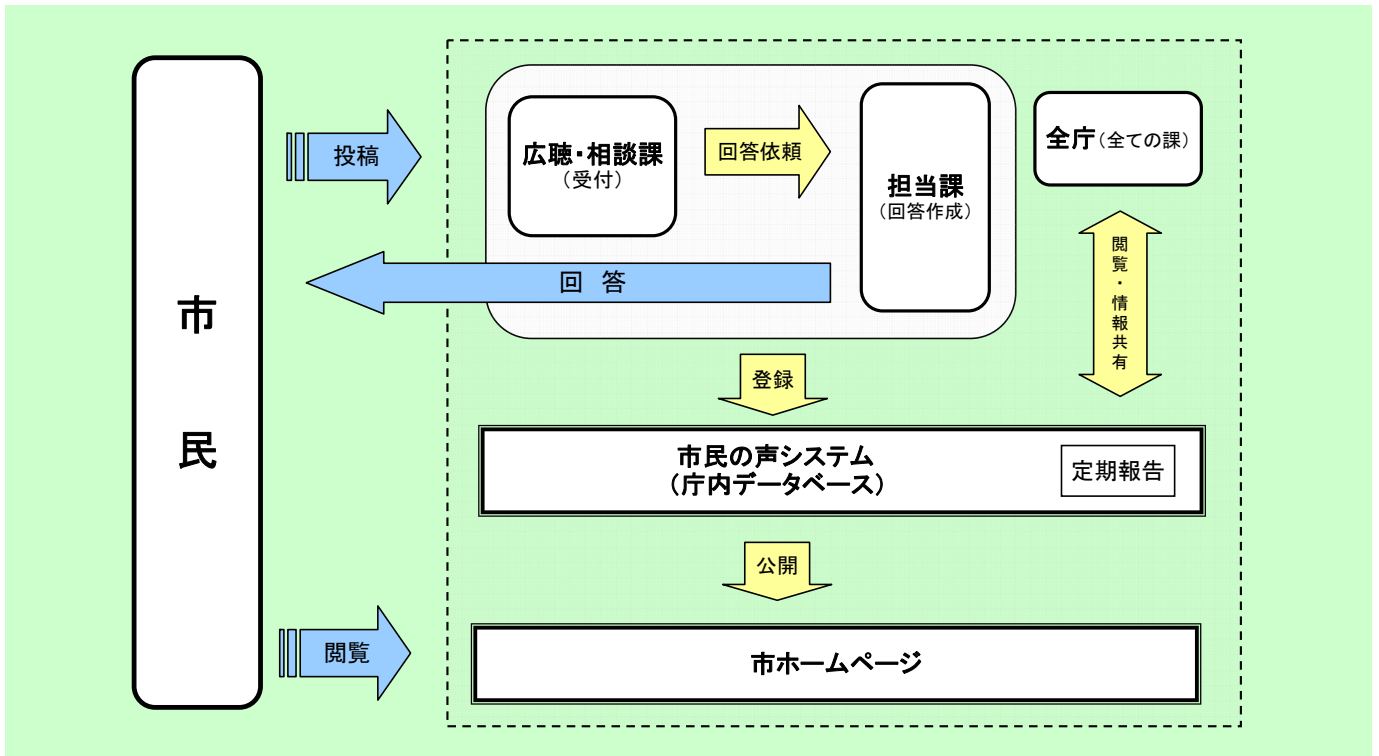 市民
投稿
広聴・相談課
（受付）
回答依頼
担当課
（回答作成）
全庁（全ての課）
回 答
閲覧・情報共有
登録
市民の声システム
（庁内データベース）
定期報告
公開
閲覧
市ホームページ